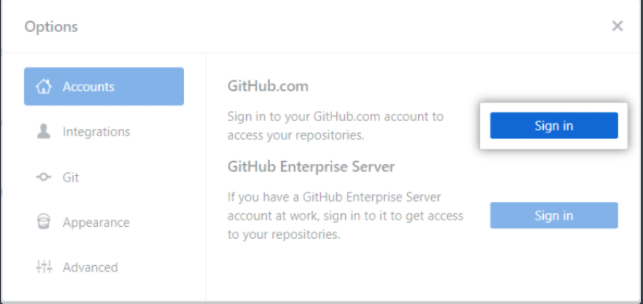 Options
Accounts
Integrations
Git
Appearance
Advanced
GitHub.com
Sign in to your GitHub.com account to
access your repositories.
Sign in
GitHub Enterprise Server
If you have a GitHub Enterprise Server
account at work, sign in to it to get access
to your repositories.
Sign in